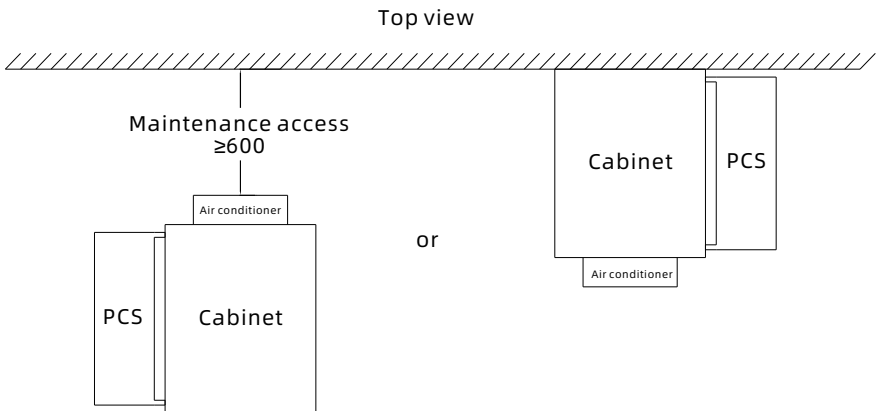 Top view
Maintenance access
≥600
Air conditioner
PCS
Cabinet
or
Cabinet
PCS
Air conditioner